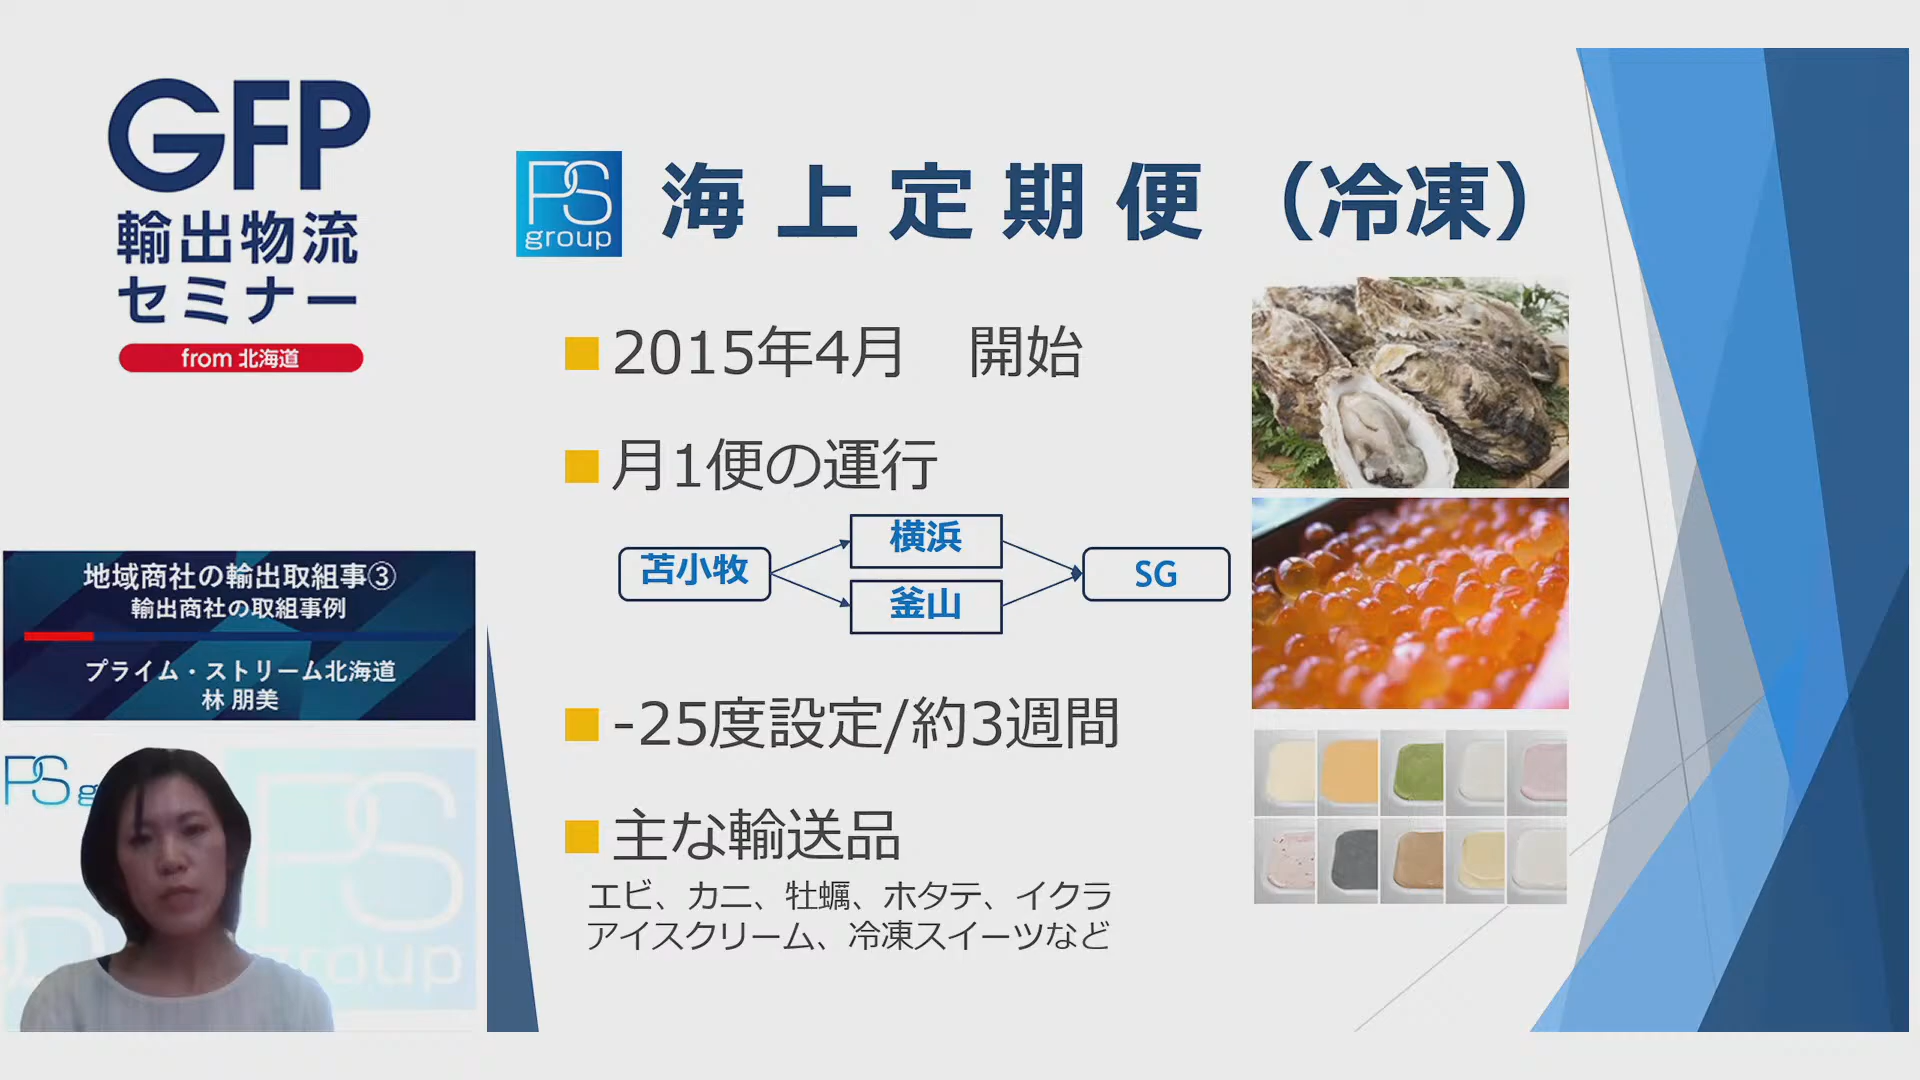 GFP
輸出物流
セミナー
from 北海道
地域商社の輸出取組事③
輸出商社の取組事例
プライム・ストリーム北海道
林 朋美
PS g
PS
group
PS
group
海上定期便（冷凍）
■2015年4月　開始
■月1便の運行
苫小牧
横浜
釜山
SG
■-25度設定/約3週間
■主な輸送品
エビ、カニ、牡蠣、ホタテ、イクラ
アイスクリーム、冷凍スイーツなど